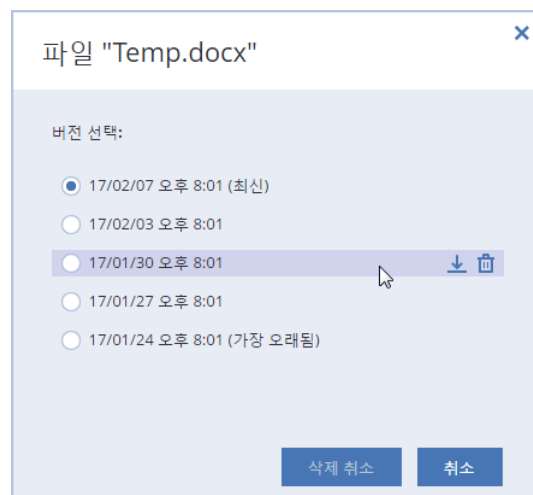 파일 "Temp.docx"
버전 선택:
17/02/07 오후 8:01 (최신)
17/02/03 오후 8:01
17/01/30 오후 8:01
17/01/27 오후 8:01
17/01/24 오후 8:01 (가장 오래됨)
삭제 취소 취소